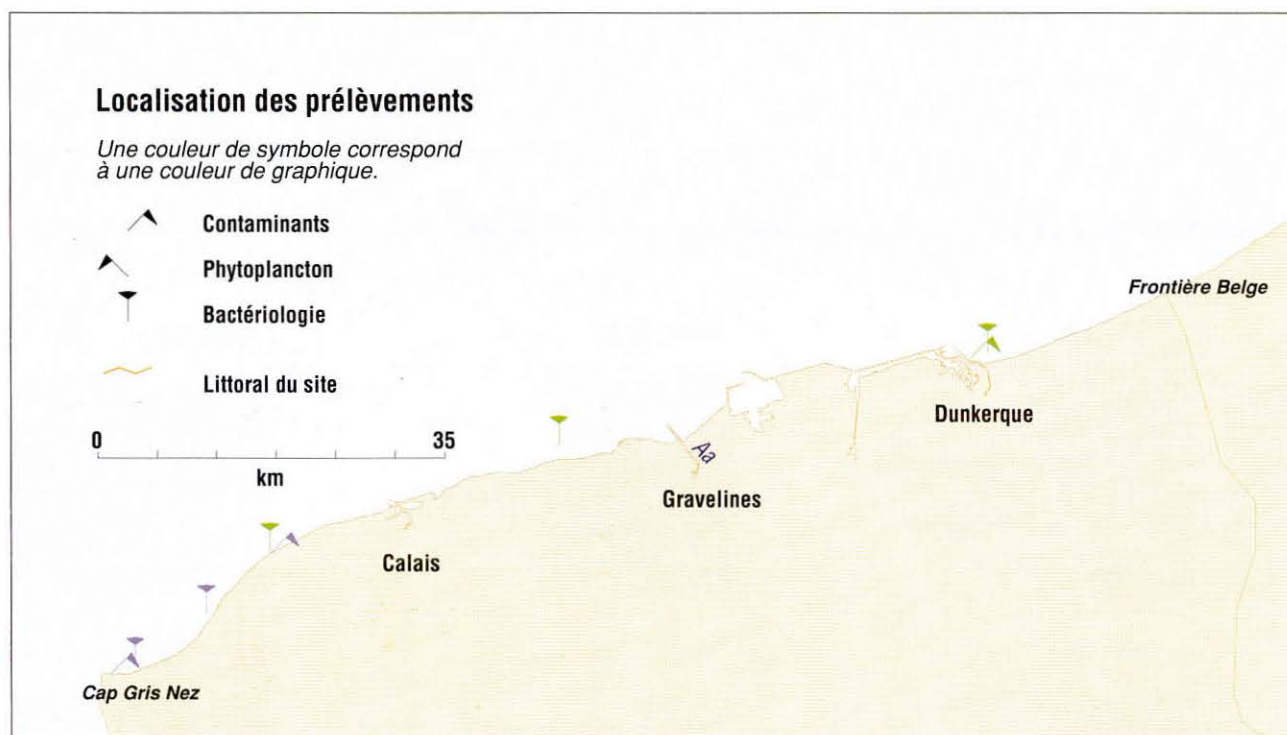 Localisation des prélèvements
Une couleur de symbole correspond
à une couleur de graphique.
Contaminants
Phytoplancton
Bactériologie
Littoral du site
0
35
km
Frontière Belge
Dunkerque
Aa
Gravelines
Calais
Cap Gris Nez